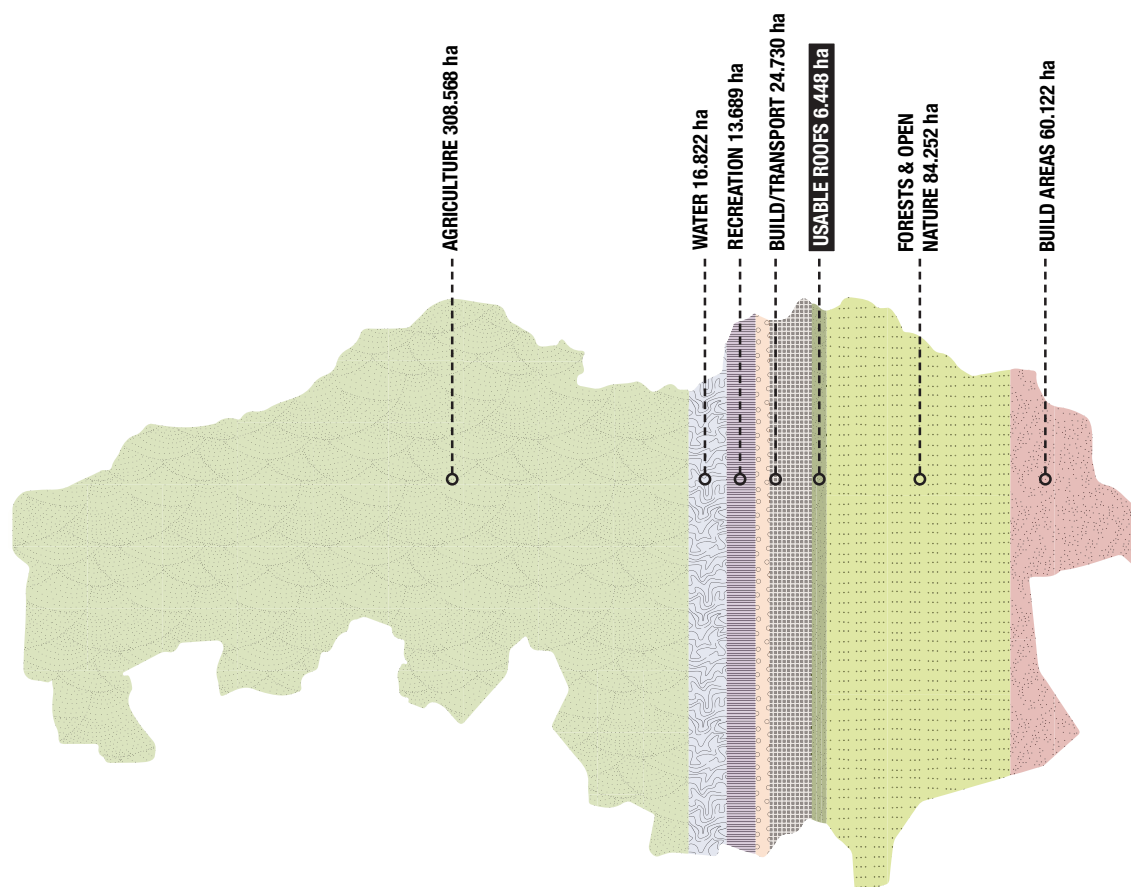 AGRICULTURE 308.568 ha
WATER 16.822 ha
RECREATION 13.689 ha
BUILD/TRANSPORT 24.730 ha
USABLE ROOFS 6.448 ha
FORESTS & OPEN
NATURE 84.252 ha
BUILD AREAS 60.122 ha